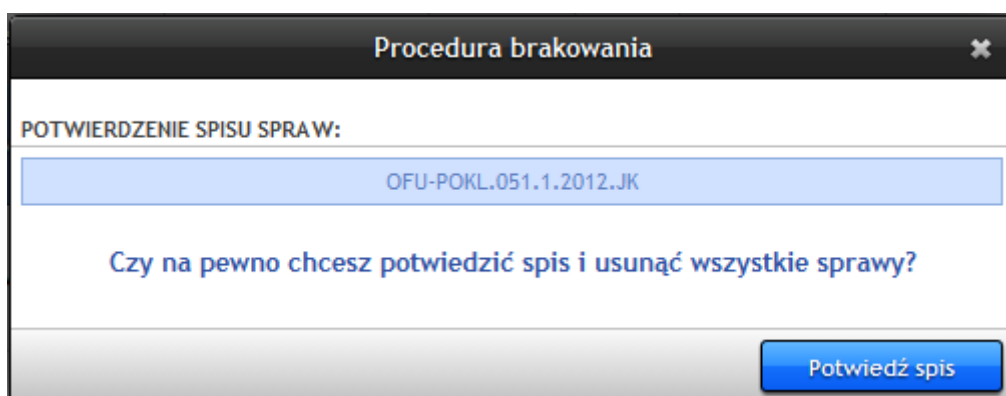 Procedura brakowania
POTWIERDZENIE SPISU SPRAW:
OFU-POKL.051.1.2012.JK
Czy na pewno chcesz potwiedzić spis i usunąć wszystkie sprawy?
Potwiedź spis